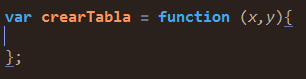 var crearTabla = function (x,y){
};